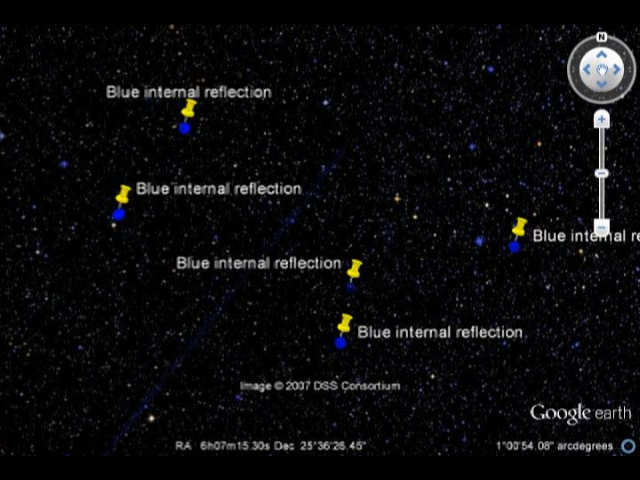 N
Blue internal reflection
Blue internal reflection
Blue internal re
Blue internal reflection
Blue internal reflection
Image © 2007 DSS Consortium
Google earth
RA 6h07m15.30s Dec 25°36'26.45"
1°00'54.08" arcdegrees